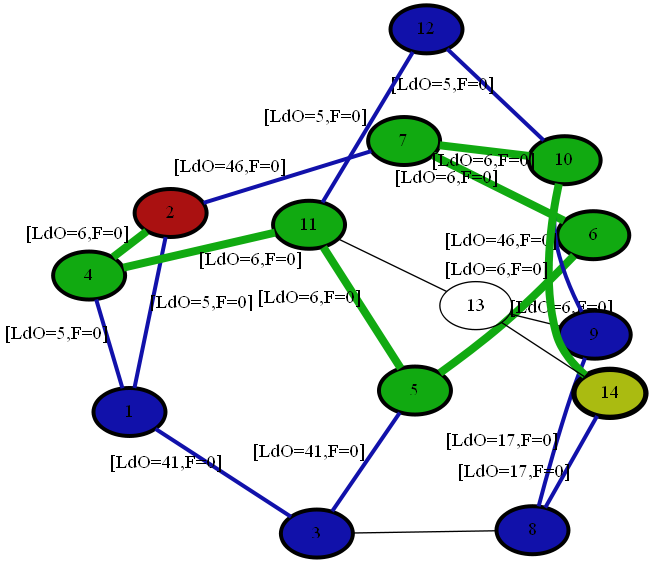 12
[LdO=5,F=0]
[LdO=5,F=0]
7
10
[LdO=6,F=0]
[LdO=46,F=0]
[LdO=6,F=0]
2
11
6
[LdO=6,F=0]
[LdO=46,F=0]
[LdO=6,F=0]
4
[LdO=6,F=0]
[LdO=5,F=0]
[LdO=6,F=0]
13
[LdO=6,F=0]
[LdO=5,F=0]
9
5
14
1
[LdO=17,F=0]
[LdO=41,F=0]
[LdO=41,F=0]
[LdO=17,F=0]
3
8